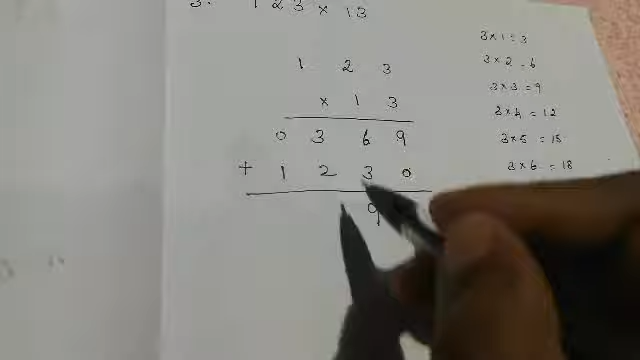 3. 123 × 13
1 2 3
× 1 3
0 3 6 9
+ 1 2 3 0
9
3×1=3
3×2=6
3×3=9
3×4=12
3×5=15
3×6=18